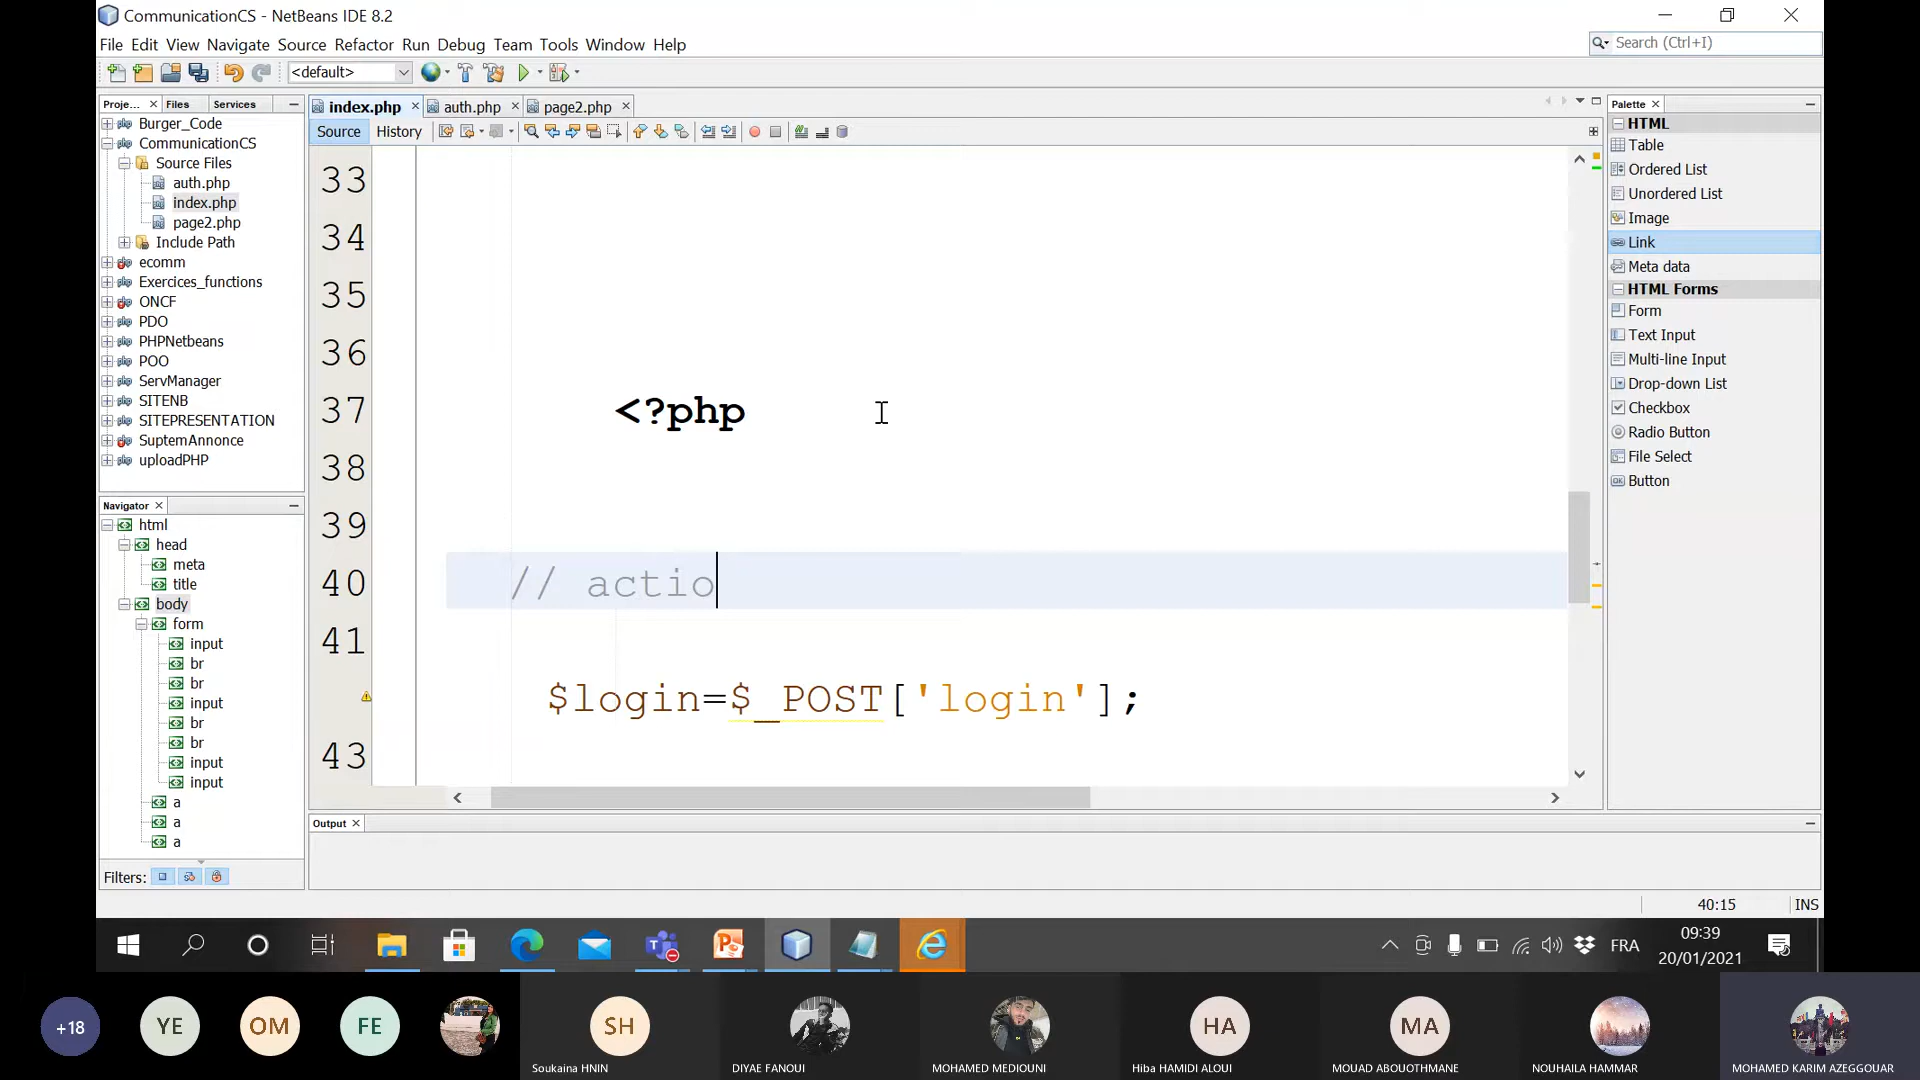 CommunicationCS - NetBeans IDE 8.2
File Edit View Navigate Source Refactor Run Debug Team Tools Window Help
Search (Ctrl+I)
<default>
Proje... Files Services
index.php auth.php page2.php
Palette
Source History
Burger_Code
CommunicationCS
Source Files
auth.php
index.php
page2.php
Include Path
ecomm
Exercices_functions
ONCF
PDO
PHPNetbeans
POO
ServManager
SITENB
SITEPRESENTATION
SuptemAnnonce
uploadPHP
Navigator
html
head
meta
title
body
form
input
br
br
input
br
br
input
input
a
a
a
Filters:
33
34
35
36
37 <?php
38
39
40 // actio
41
$login=$_POST['login'];
43
Output
HTML
Table
Ordered List
Unordered List
Image
Link
Meta data
HTML Forms
Form
Text Input
Multi-line Input
Drop-down List
Checkbox
Radio Button
File Select
Button
40:15 INS
FRA
09:39
20/01/2021
+18
YE
OM
FE
SH
HA
MA
Soukaina HNIN
DIYAE FANOUI
MOHAMED MEDIOUNI
Hiba HAMIDI ALOUI
MOUAD ABOUOTHMANE
NOUHAILA HAMMAR
MOHAMED KARIM AZEGGOUAR